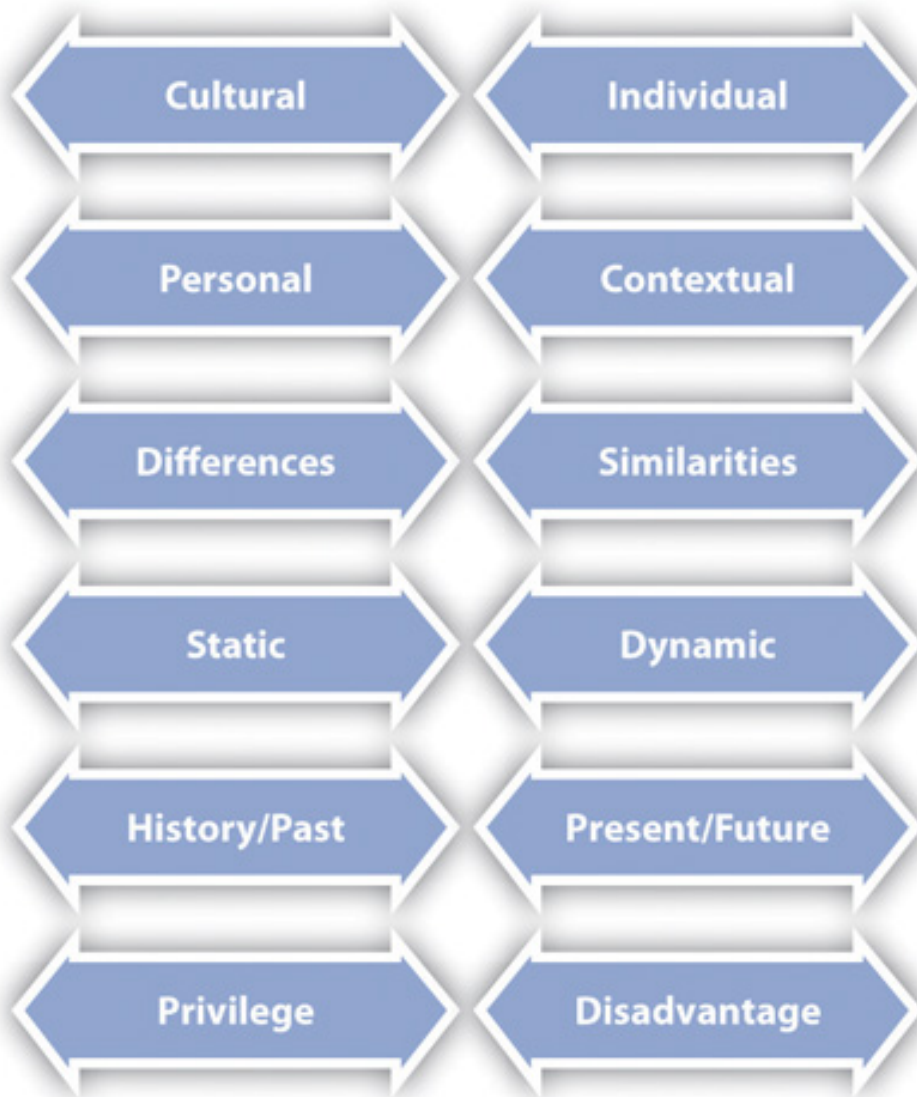 Cultural
Individual
Personal
Contextual
Differences
Similarities
Static
Dynamic
History/Past
Present/Future
Privilege
Disadvantage